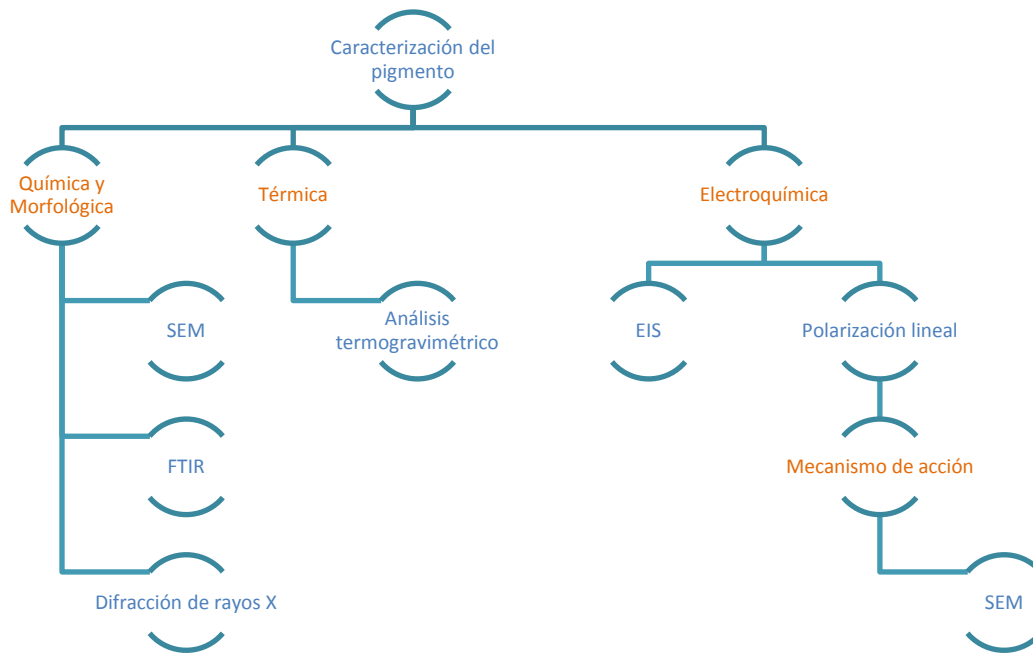 Caracterización del
pigmento
Química y
Morfológica
Térmica
Electroquímica
SEM
Análisis
termogravimétrico
EIS
Polarización lineal
FTIR
Mecanismo de acción
Difracción de rayos X
SEM